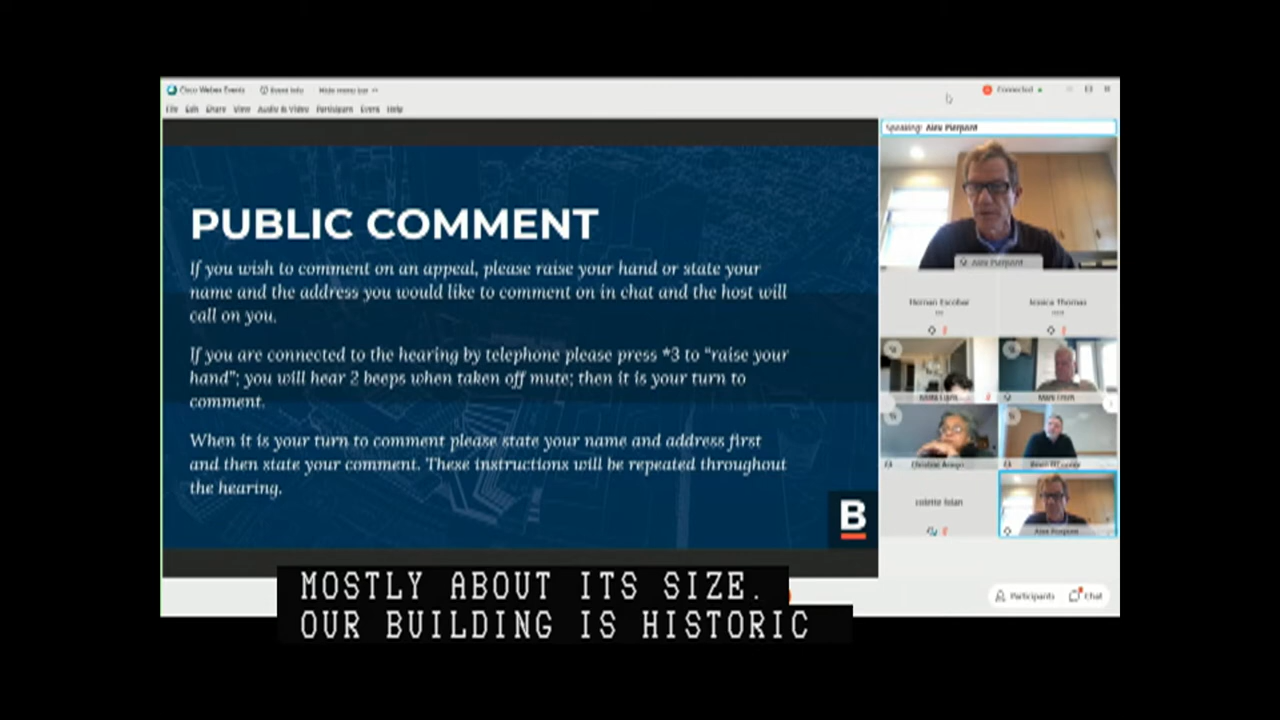 Cisco Webex Events Event Info Hide menu bar Connected
File Edit Share View Audio & Video Participant Event Help
Speaking: Alex Pierpont
PUBLIC COMMENT
If you wish to comment on an appeal, please raise your hand or state your
name and the address you would like to comment on in chat and the host will
call on you.
If you are connected to the hearing by telephone please press *3 to "raise your
hand"; you will hear 2 beeps when taken off mute; then it is your turn to
comment.
When it is your turn to comment please state your name and address first
and then state your comment. These instructions will be repeated throughout
the hearing.
B
Alex Pierpont
Hernan Escobar
Jessica Thomas
Mark
Christine Araujo
Alex Pierpont
Participants Chat
MOSTLY ABOUT ITS SIZE.
OUR BUILDING IS HISTORIC